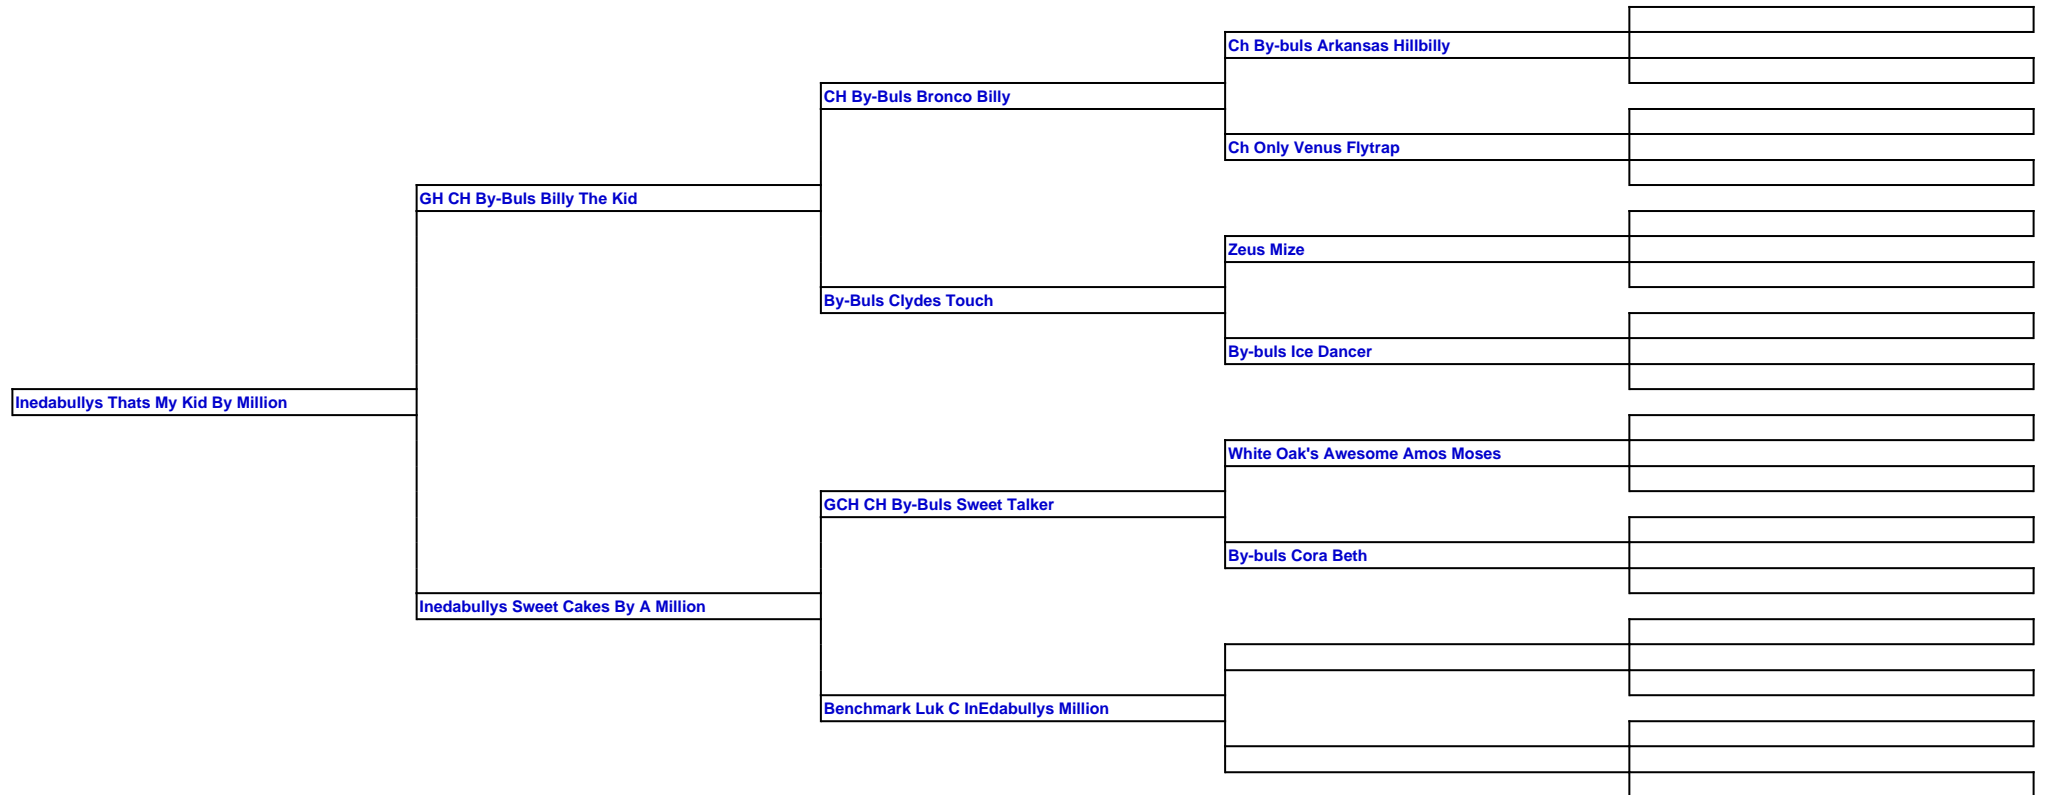 Ch By-buls Arkansas Hillbilly
CH By-Buls Bronco Billy
Ch Only Venus Flytrap
GH CH By-Buls Billy The Kid
Zeus Mize
By-Buls Clydes Touch
By-buls Ice Dancer
Inedabullys Thats My Kid By Million
White Oak's Awesome Amos Moses
GCH CH By-Buls Sweet Talker
By-buls Cora Beth
Inedabullys Sweet Cakes By A Million
Benchmark Luk C InEdabullys Million